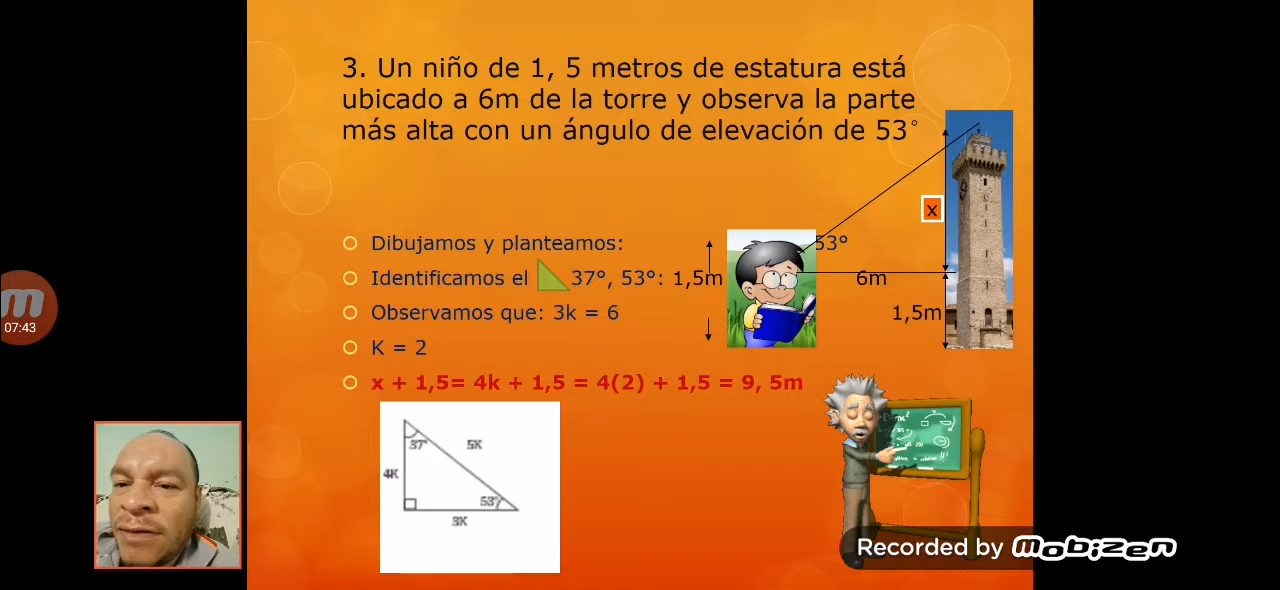 3. Un niño de 1, 5 metros de estatura está
ubicado a 6m de la torre y observa la parte
más alta con un ángulo de elevación de 53°
x
Dibujamos y planteamos:
53°
Identificamos el 37°, 53°:
1,5m
6m
Observamos que: 3k = 6
1,5m
K = 2
x + 1,5= 4k + 1,5 = 4(2) + 1,5 = 9, 5m
37°
5K
4K
53°
3K
07:43
Recorded by mobizen